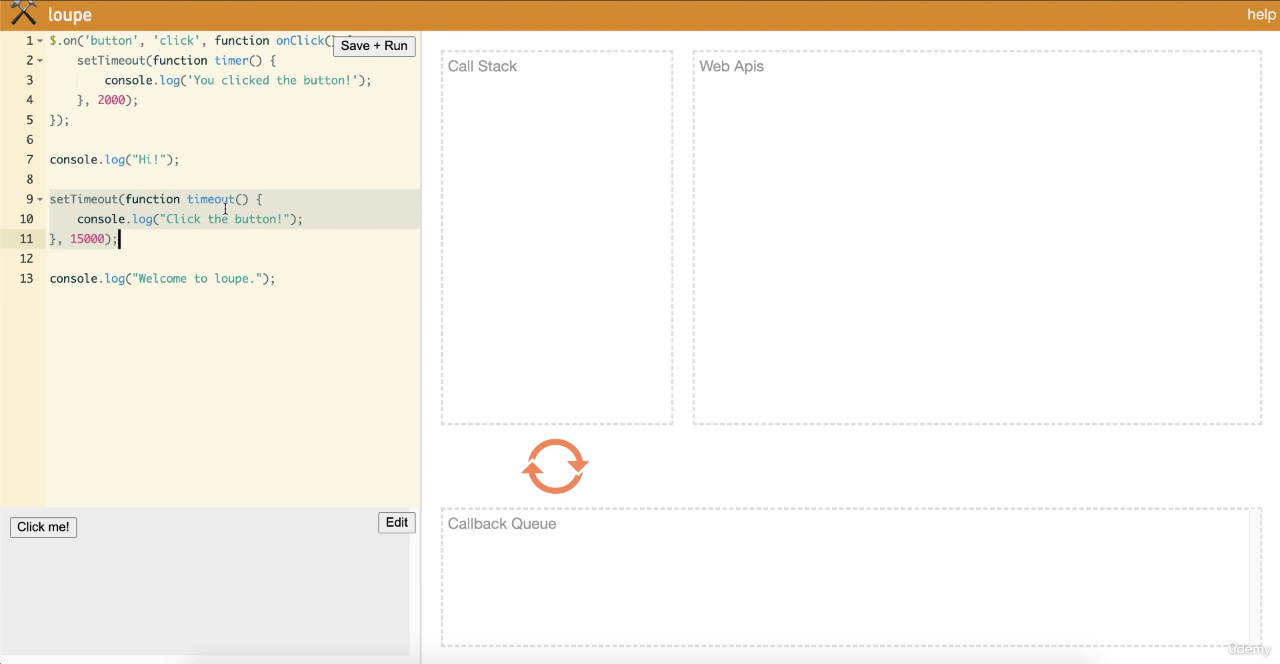 loupe
help
1 $.on('button', 'click', function onClick()
Save + Run
2 setTimeout(function timer() {
3 console.log('You clicked the button!');
4 }, 2000);
5 });
6
7 console.log("Hi!");
8
9 setTimeout(function timeout() {
10 console.log("Click the button!");
11 }, 15000);
12
13 console.log("Welcome to loupe.");
Click me!
Edit
Call Stack
Web Apis
Callback Queue
ûdemy